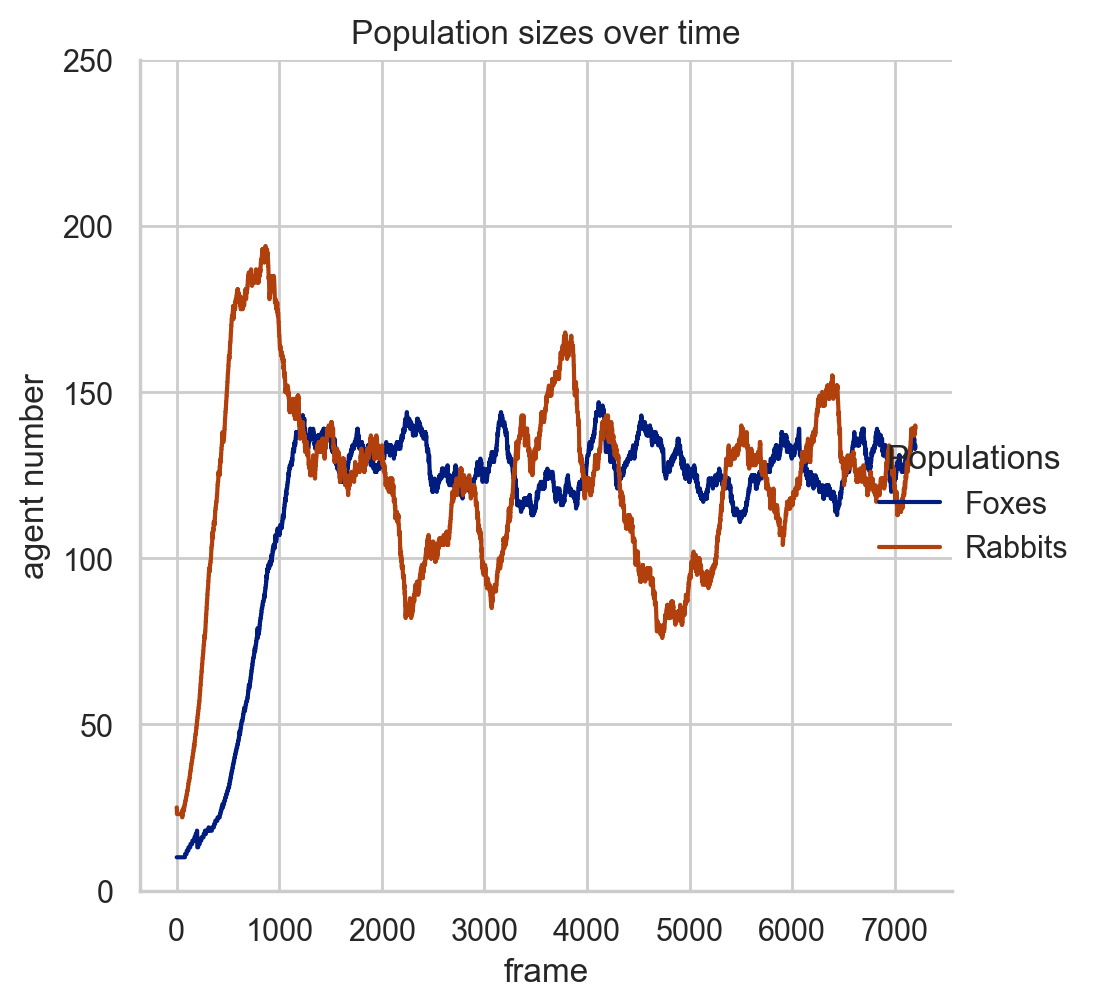 Population sizes over time
250
200
150
100
50
0
agent number
0 1000 2000 3000 4000 5000 6000 7000
frame
Populations
Foxes
Rabbits